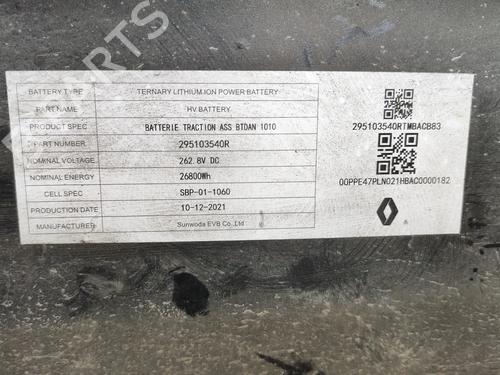 PARTS
BATTERY TYPE TERNARY LITHIUM ION POWER BATTERY
PART NAME HV BATTERY
PRODUCT SPEC BATTERIE TRACTION ASS BTDAN 1010
PART NUMBER 295103540R
NOMINAL VOLTAGE 262.8V DC
NOMINAL ENERGY 26800Wh
CELL SPEC SBP-01-1060
DATE 10-12-2021
MANUFACTURER Sunwoda EVB Co.,Ltd
295103540RTMBACB83
00PPE47PLN021HBAC0000182